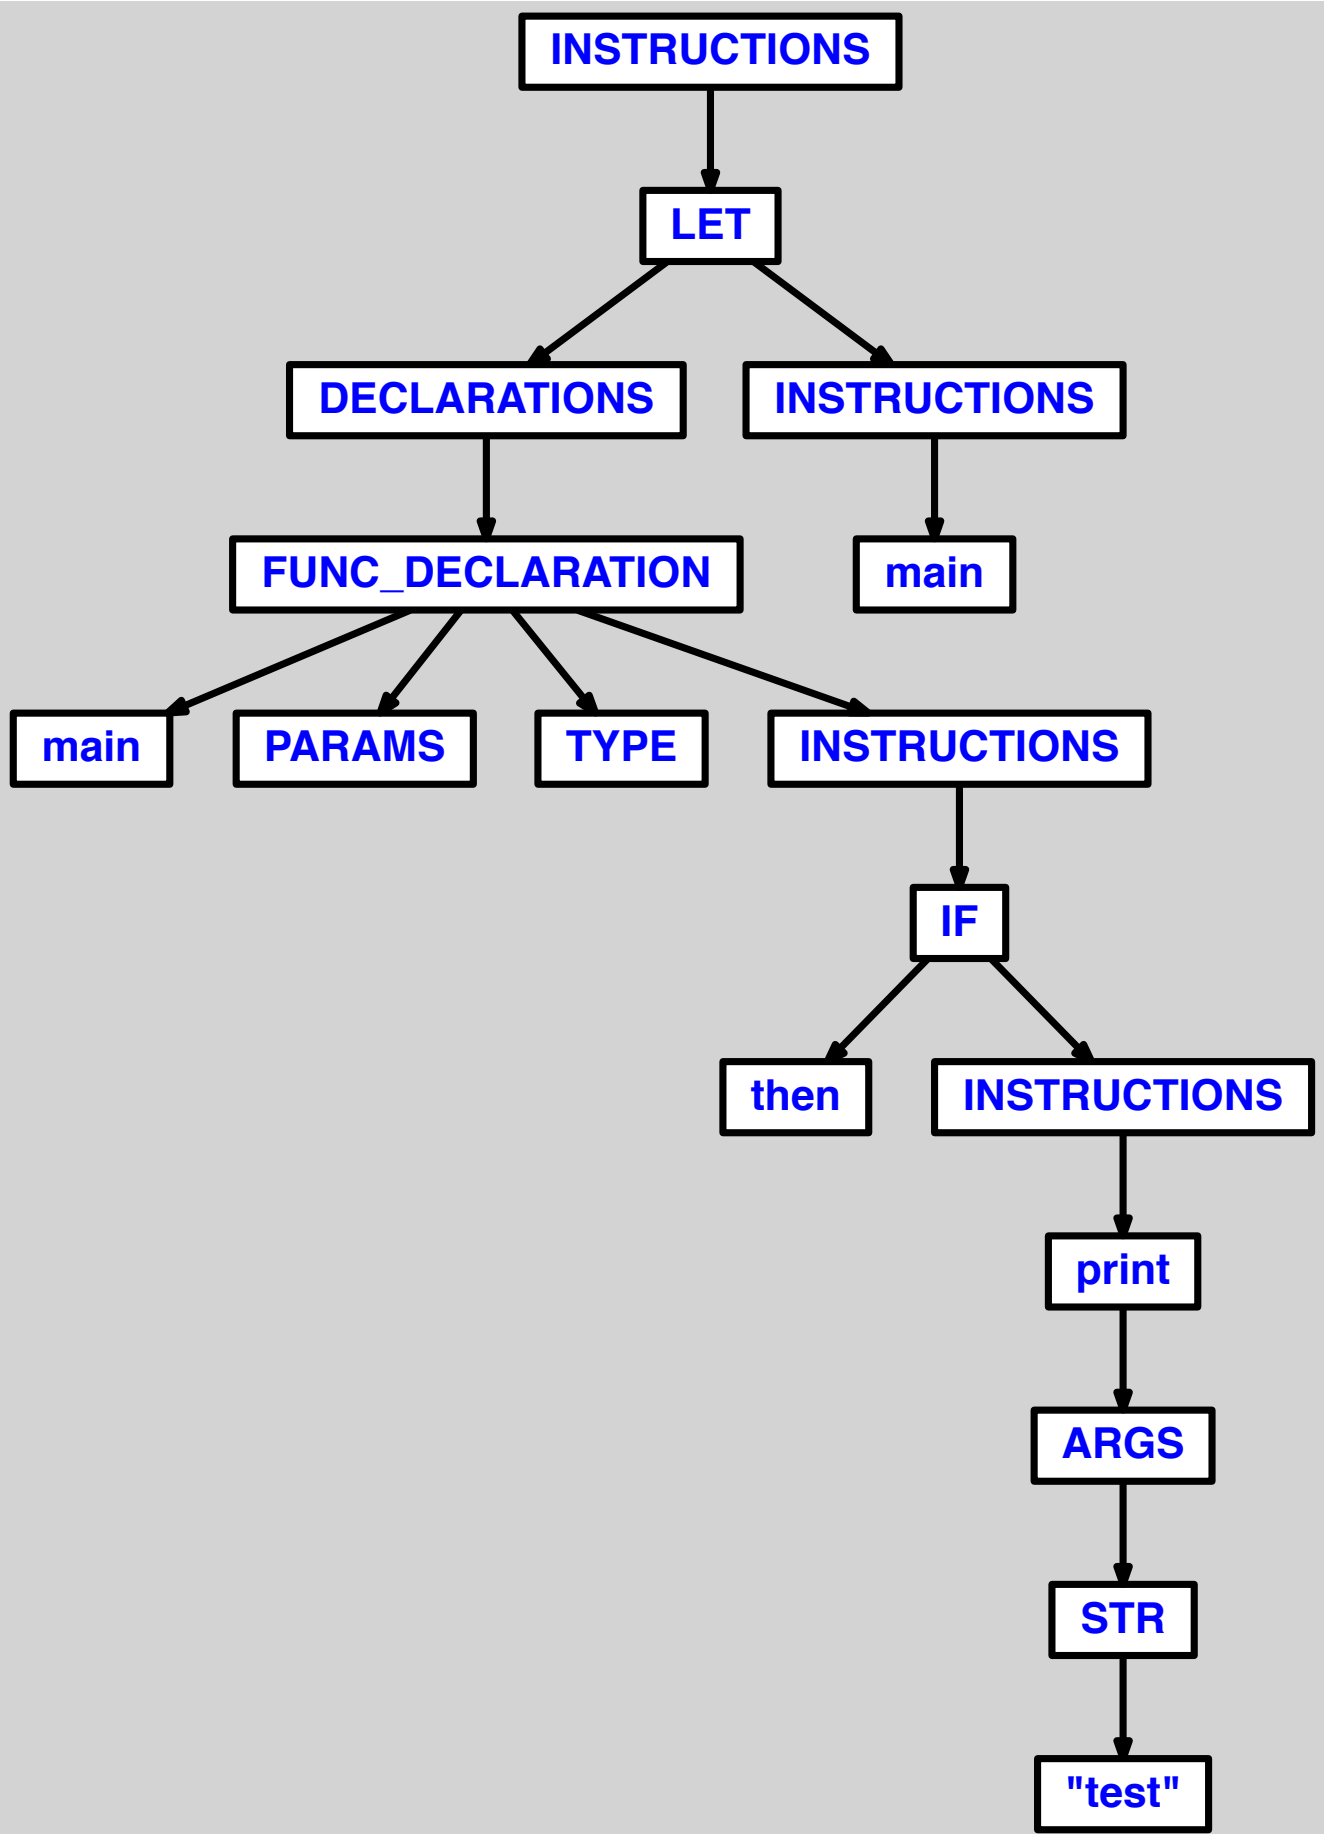 INSTRUCTIONS
LET
DECLARATIONS
INSTRUCTIONS
FUNC_DECLARATION
main
main
PARAMS
TYPE
INSTRUCTIONS
IF
then
INSTRUCTIONS
print
ARGS
STR
"test"